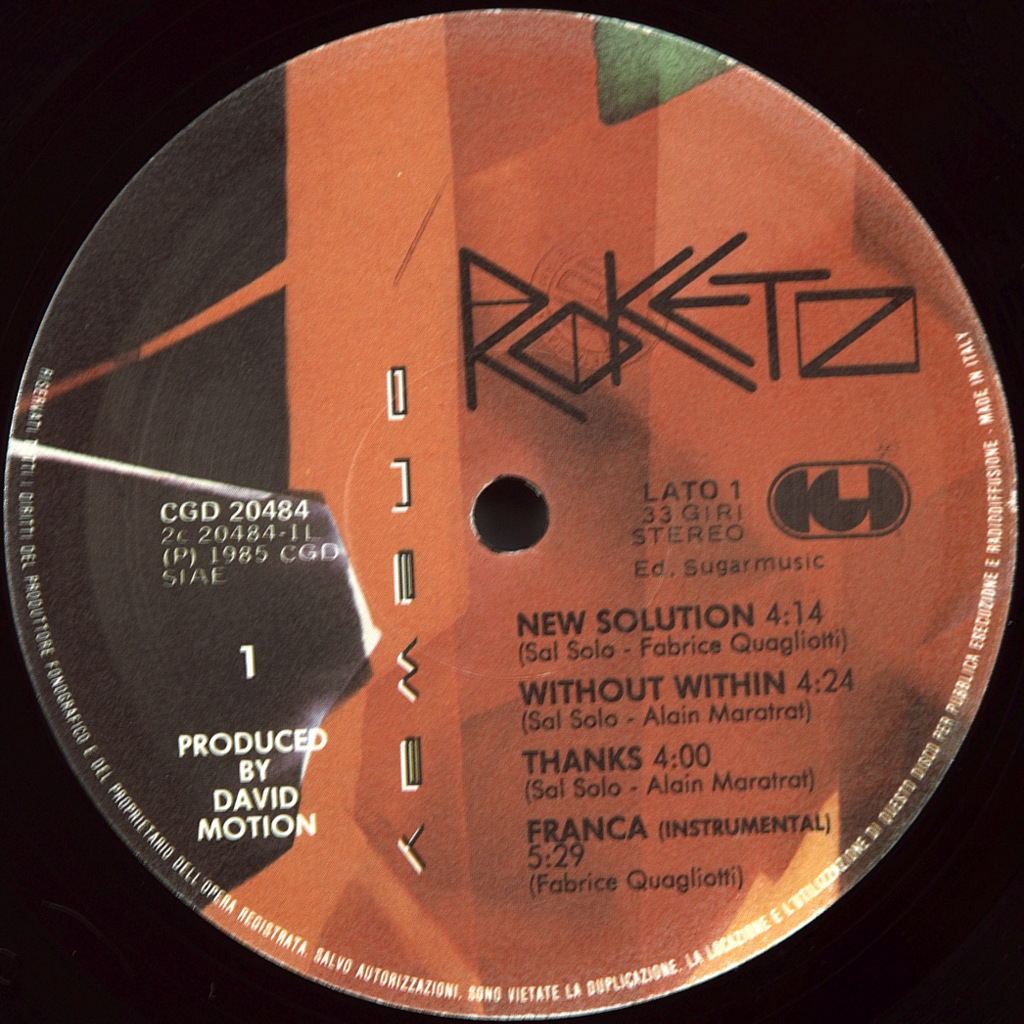 ROKETZ
ONE WAY
CGD 20484
2c 20484-1L
(P) 1985 CGD
SIAE
1
PRODUCED
BY
DAVID
MOTION
LATO 1
33 GIRI
STEREO
CGD
Ed. Sugarmusic
NEW SOLUTION 4:14
(Sal Solo - Fabrice Quagliotti)
WITHOUT WITHIN 4:24
(Sal Solo - Alain Maratrat)
THANKS 4:00
(Sal Solo - Alain Maratrat)
FRANCA (INSTRUMENTAL)
5:29
(Fabrice Quagliotti)
RISERVATI TUTTI I DIRITTI DEL PRODUTTORE FONOGRAFICO E DEL PROPRIETARIO DELL'OPERA REGISTRATA. SALVO AUTORIZZAZIONI, SONO VIETATE LA DUPLICAZIONE, LA LOCAZIONE E L'UTILIZZAZIONE DI QUESTO DISCO PER PUBBLICA ESECUZIONE E RADIODIFFUSIONE · MADE IN ITALY